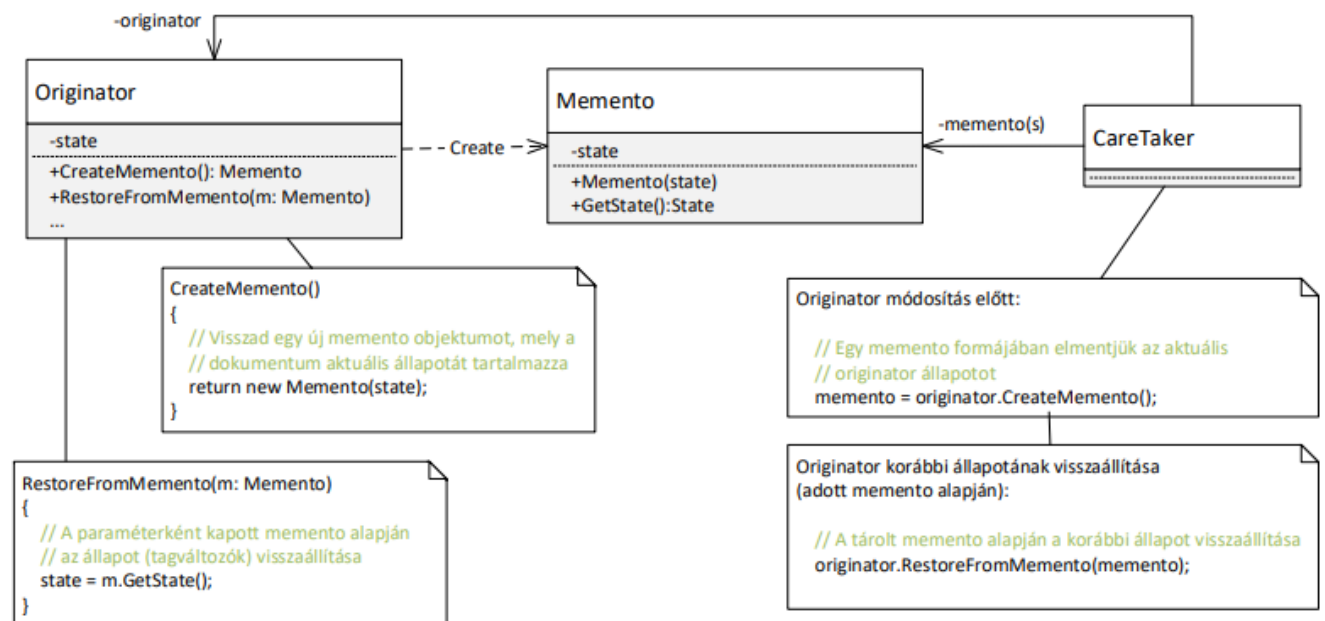 -originator
Originator
-state
+CreateMemento(): Memento
+RestoreFromMemento(m: Memento)
...
Create
Memento
-state
+Memento(state)
+GetState():State
-memento(s)
CareTaker
CreateMemento()
{
// Visszad egy új memento objektumot, mely a
// dokumentum aktuális állapotát tartalmazza
return new Memento(state);
}
RestoreFromMemento(m: Memento)
{
// A paraméterként kapott memento alapján
// az állapot (tagváltozók) visszaállítása
state = m.GetState();
}
Originator módosítás előtt:
// Egy memento formájában elmentjük az aktuális
// originator állapotot
memento = originator.CreateMemento();
Originator korábbi állapotának visszaállítása
(adott memento alapján):
// A tárolt memento alapján a korábbi állapot visszaállítása
originator.RestoreFromMemento(memento);